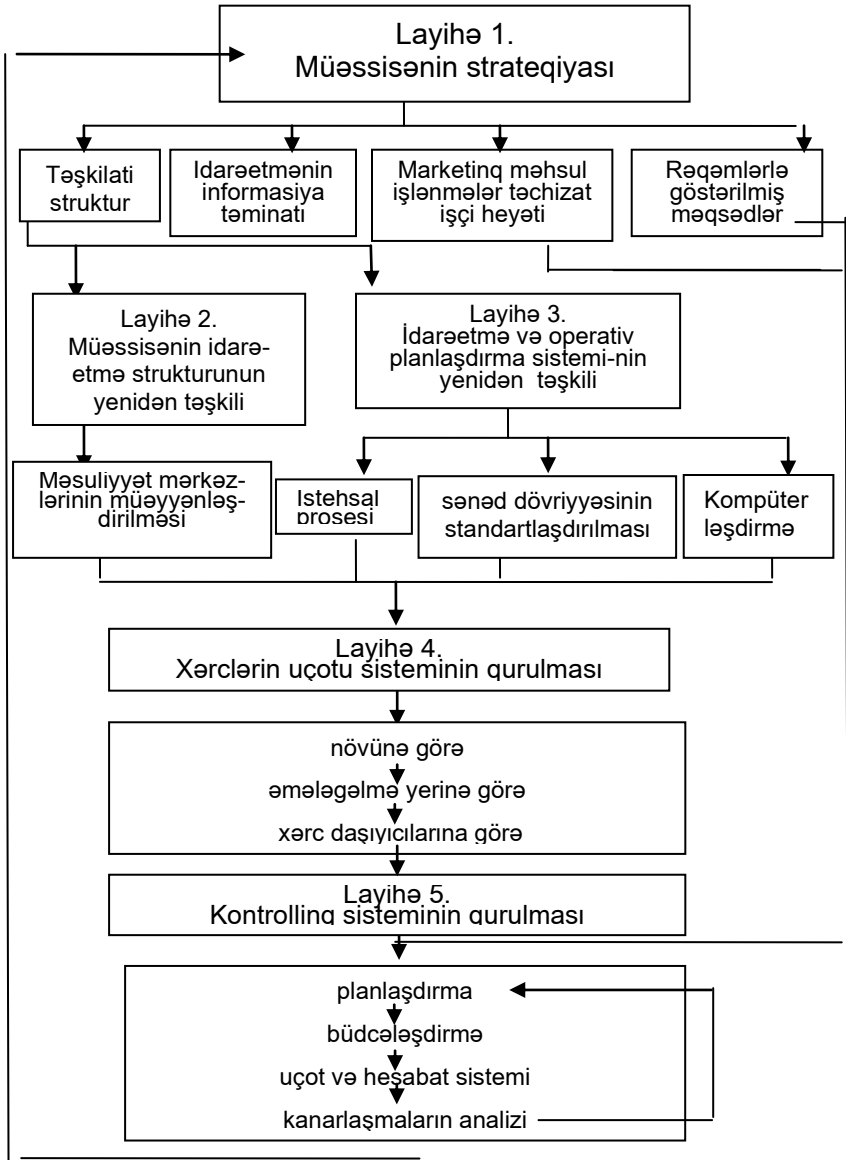 Layihə 1.
Müəssisənin strateqiyası
Təşkilati
struktur
Idarəetmənin
informasiya
təminatı
Marketinq məhsul
işlənmələr təchizat
işçi heyəti
Rəqəmlərlə
göstərilmiş
məqsədlər
Layihə 2.
Müəssisənin idarə-
etmə strukturunun
yenidən təşkili
Layihə 3.
İdarəetmə və operativ
planlaşdırma sistemi-nin
yenidən təşkili
Məsuliyyət mərkəz-
lərinin müəyyənləş-
dirilməsi
Istehsal
prosesi
sənəd dövriyyəsinin
standartlaşdırılması
Kompüter
ləşdirmə
Layihə 4.
Xərclərin uçotu sisteminin qurulması
növünə görə
əmələgəlmə yerinə görə
xərc daşıyıcılarına görə
Layihə 5.
Kontrolling sisteminin qurulması
planlaşdırma
büdcələşdirmə
uçot və hesabat sistemi
kanarlaşmaların analizi